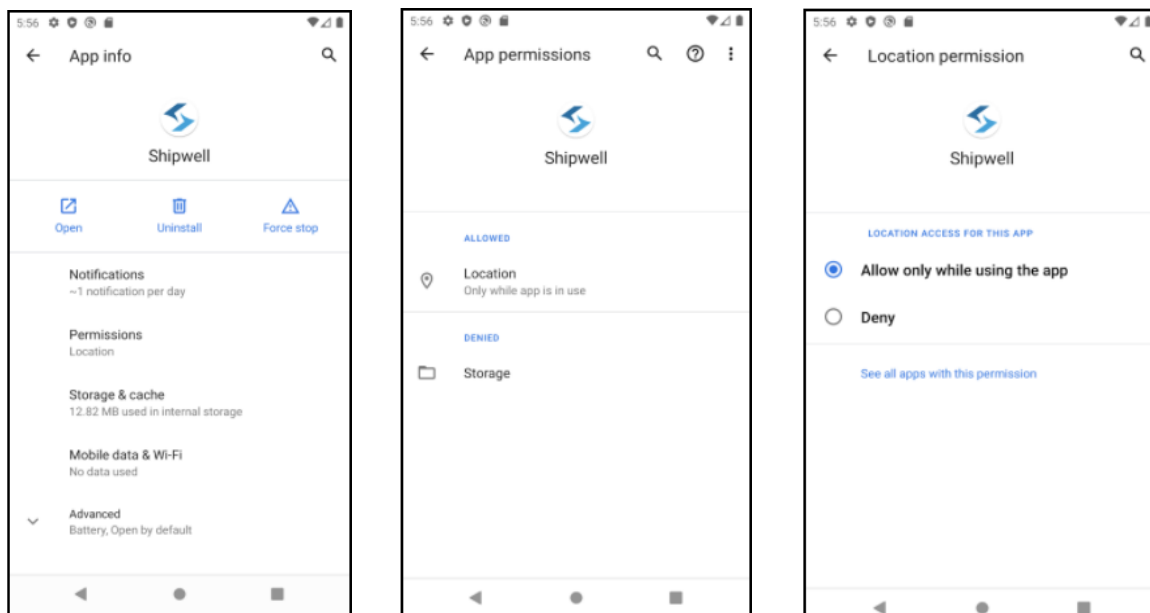 5:56
App info
Shipwell
Open
Uninstall
Force stop
Notifications
~1 notification per day
Permissions
Location
Storage & cache
12.82 MB used in internal storage
Mobile data & Wi-Fi
No data used
Advanced
Battery, Open by default
5:56
App permissions
Shipwell
ALLOWED
Location
Only while app is in use
DENIED
Storage
5:56
Location permission
Shipwell
LOCATION ACCESS FOR THIS APP
Allow only while using the app
Deny
See all apps with this permission